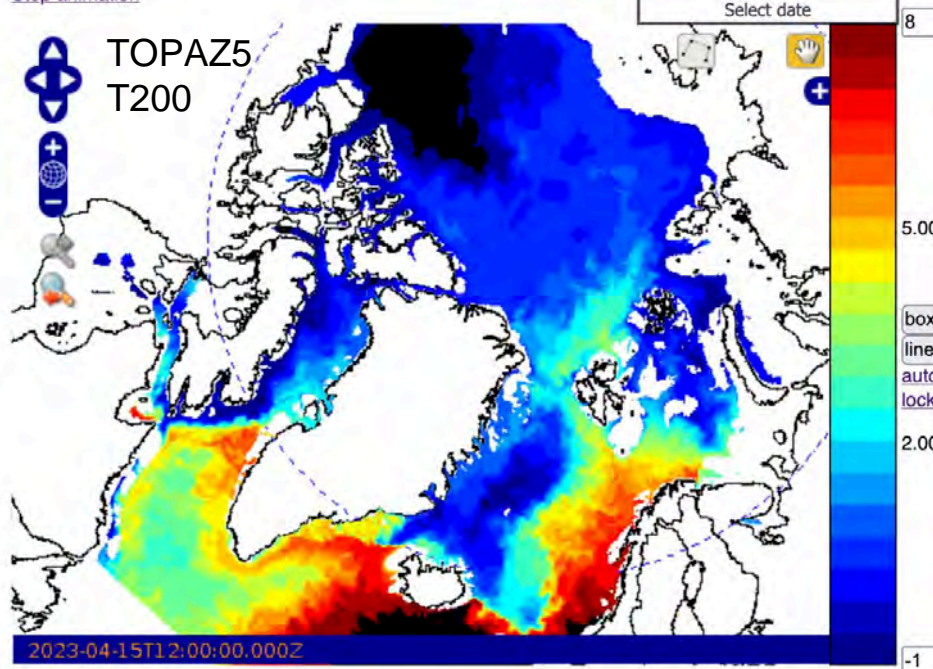 Select date
8
TOPAZ5
T200
5.00
box
line
auto
lock
2.00
2023-04-15T12:00:00.000Z
-1